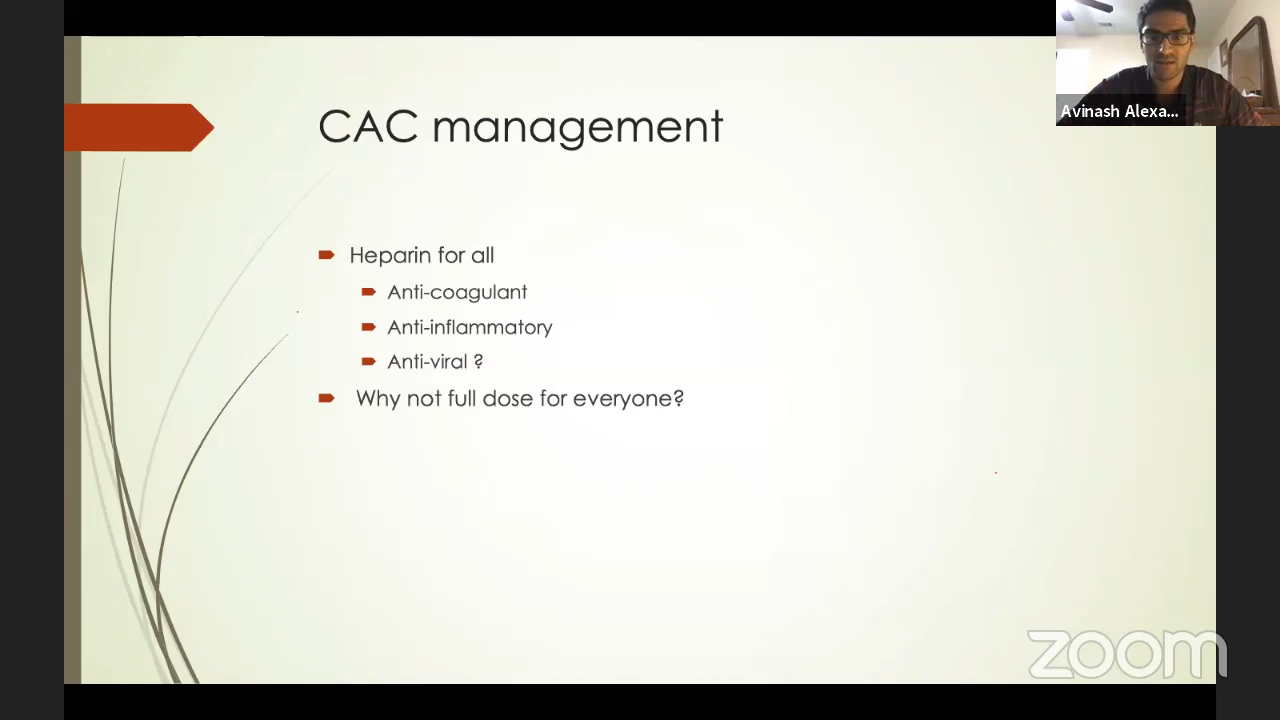 CAC management
Heparin for all
Anti-coagulant
Anti-inflammatory
Anti-viral ?
Why not full dose for everyone?
Avinash Alexa...
zoom